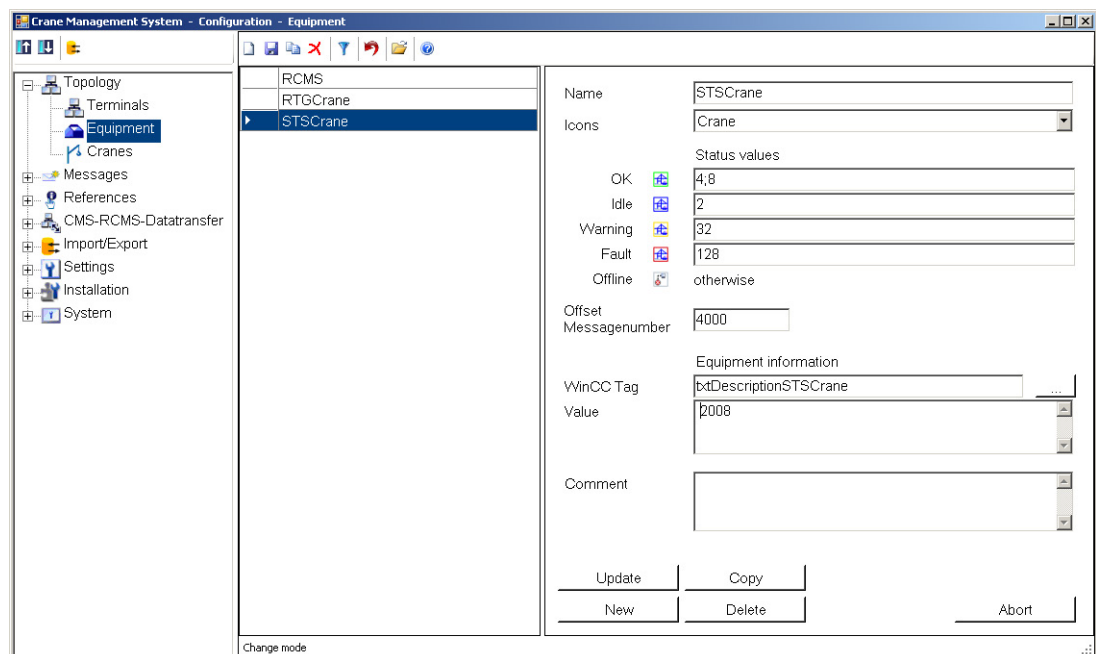 Crane Management System - Configuration - Equipment
Topology
Terminals
Equipment
Cranes
Messages
References
CMS-RCMS-Datatransfer
Import/Export
Settings
Installation
System
RCMS
RTGCrane
STSCrane
Name STSCrane
Icons Crane
Status values
OK 4;8
Idle 2
Warning 32
Fault 128
Offline otherwise
Offset
Messagenumber 4000
Equipment information
WinCC Tag txtDescriptionSTSCrane ...
Value 2008
Comment
Update Copy
New Delete Abort
Change mode